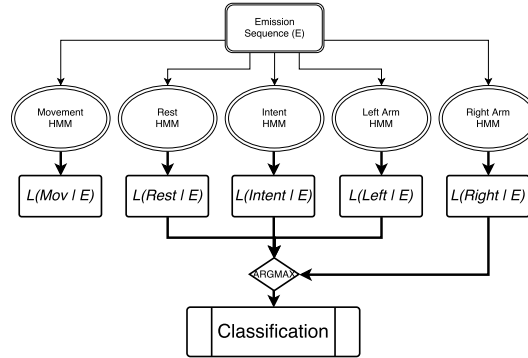 Emission
Sequence (E)
Movement
HMM
Rest
HMM
Intent
HMM
Left Arm
HMM
Right Arm
HMM
L(Mov | E)
L(Rest | E)
L(Intent | E)
L(Left | E)
L(Right | E)
ARGMAX
Classification